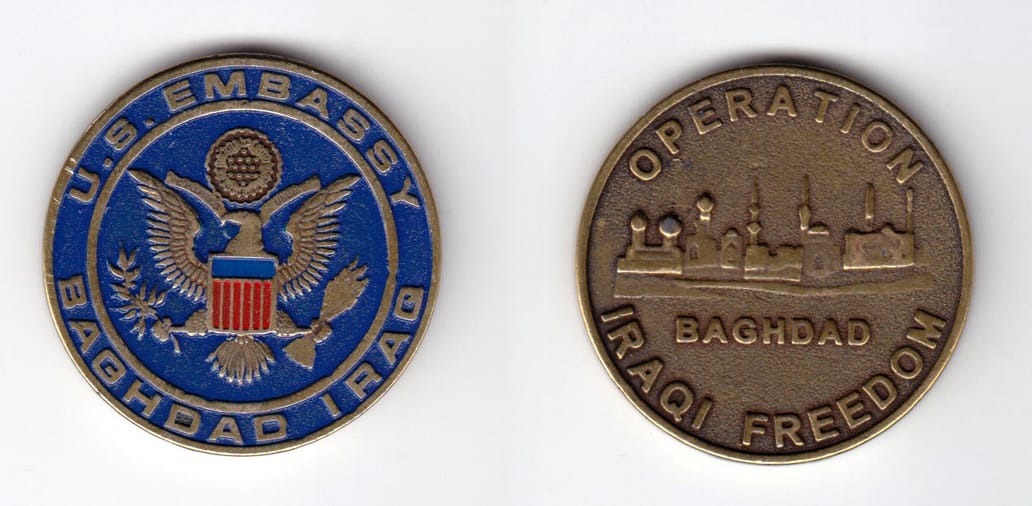 U.S. EMBASSY
BAGHDAD IRAQ
OPERATION
BAGHDAD
IRAQI FREEDOM